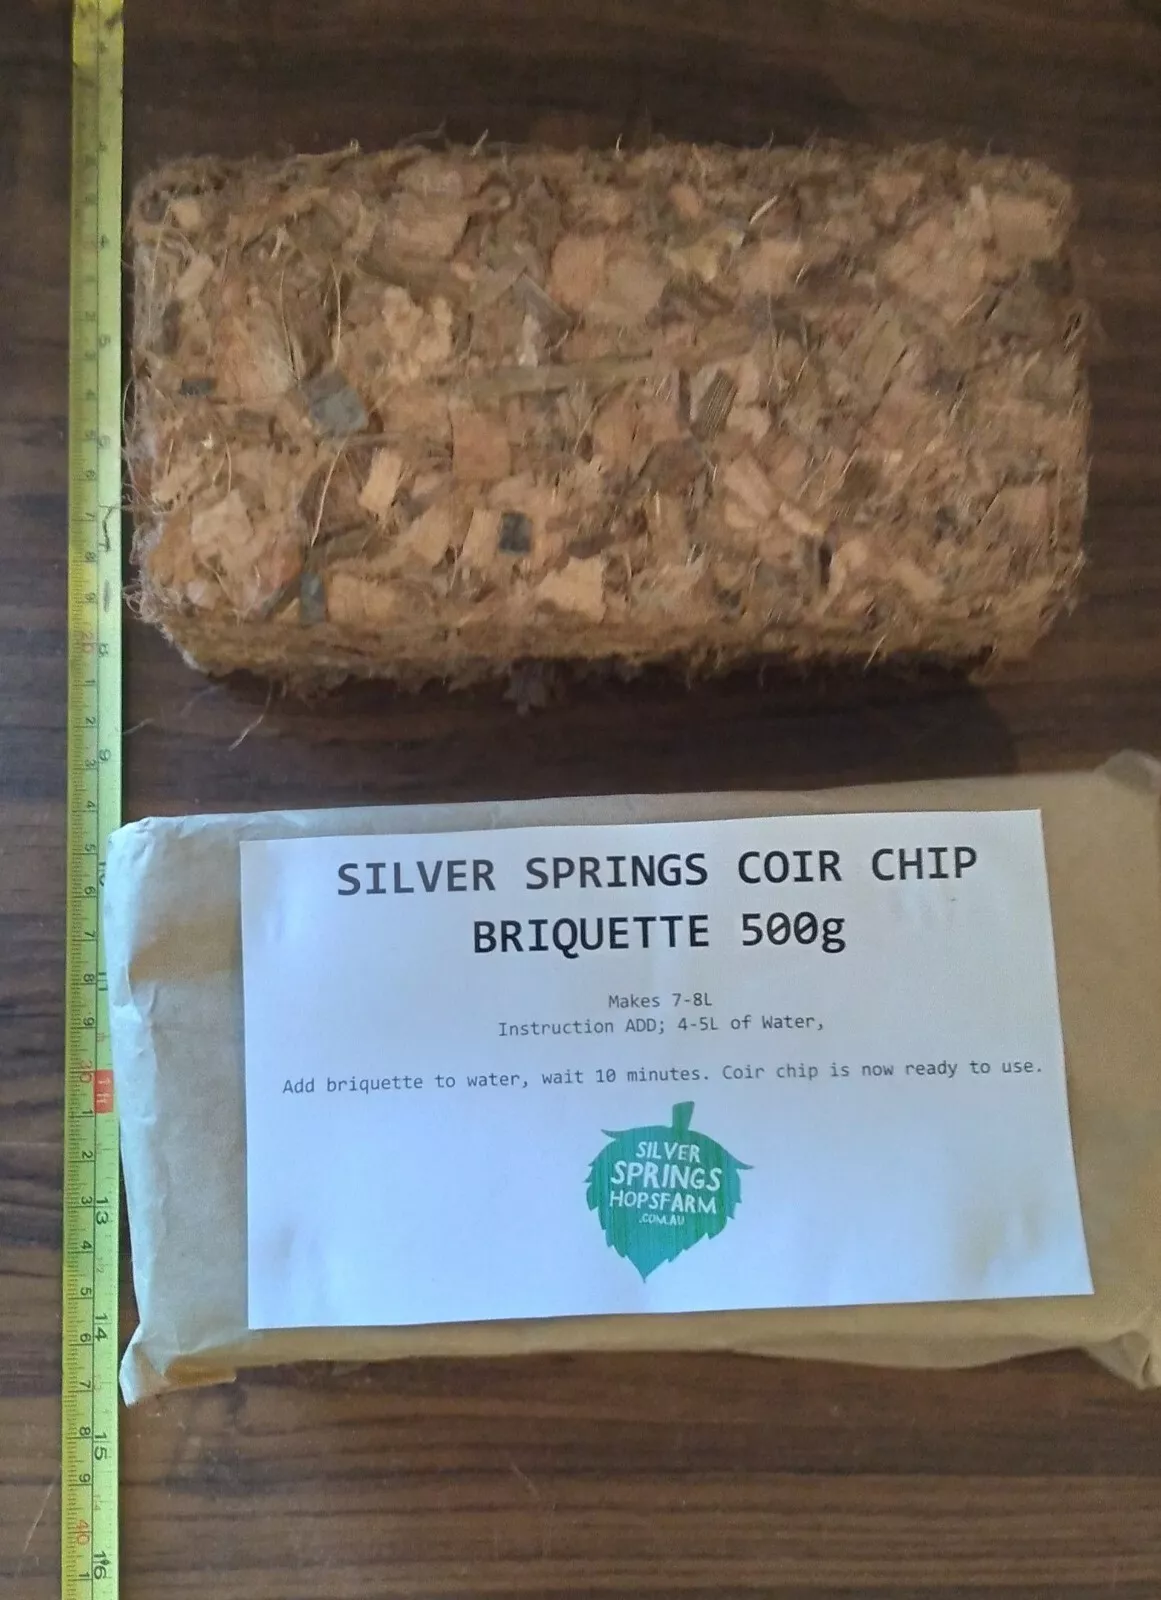 SILVER SPRINGS COIR CHIP
BRIQUETTE 500g
Makes 7-8L
Instruction ADD; 4-5L of Water,
Add briquette to water, wait 10 minutes. Coir chip is now ready to use.
SILVER
SPRINGS
HOPSFARM
.COM.AU